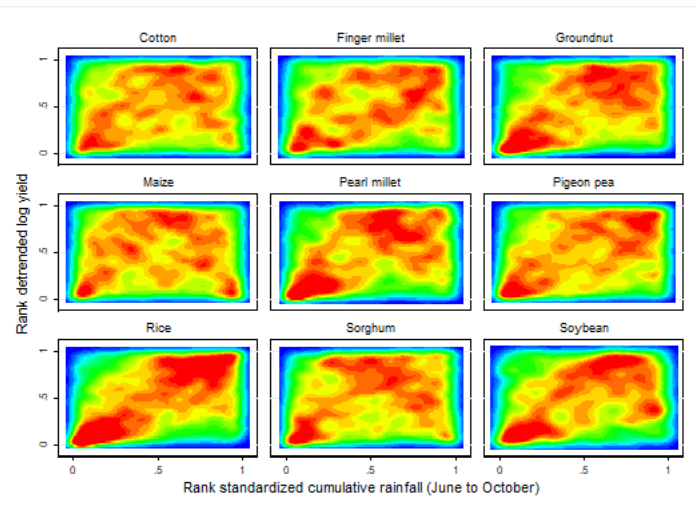 Cotton
Finger millet
Groundnut
1
.5
0
Maize
Pearl millet
Pigeon pea
1
.5
0
Rice
Sorghum
Soybean
1
.5
0
0 .5 1
0 .5 1
0 .5 1
Rank detrended log yield
Rank standardized cumulative rainfall (June to October)